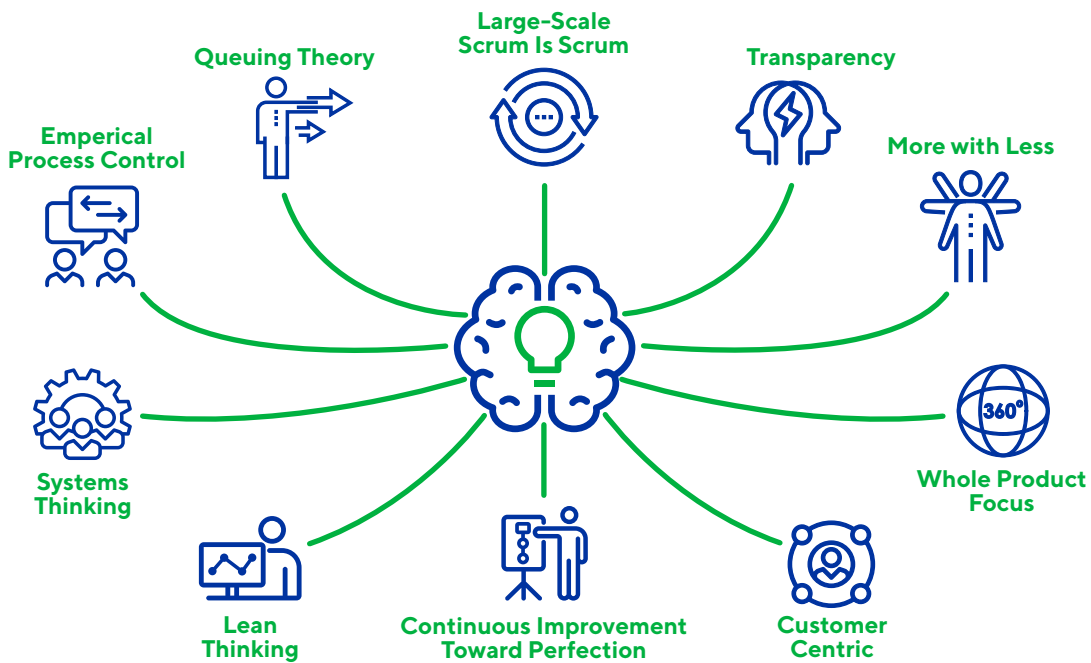 Large-Scale
Scrum Is Scrum
Queuing Theory
Transparency
Emperical
Process Control
More with Less
360°
Systems
Thinking
Whole Product
Focus
Lean
Thinking
Continuous Improvement
Toward Perfection
Customer
Centric